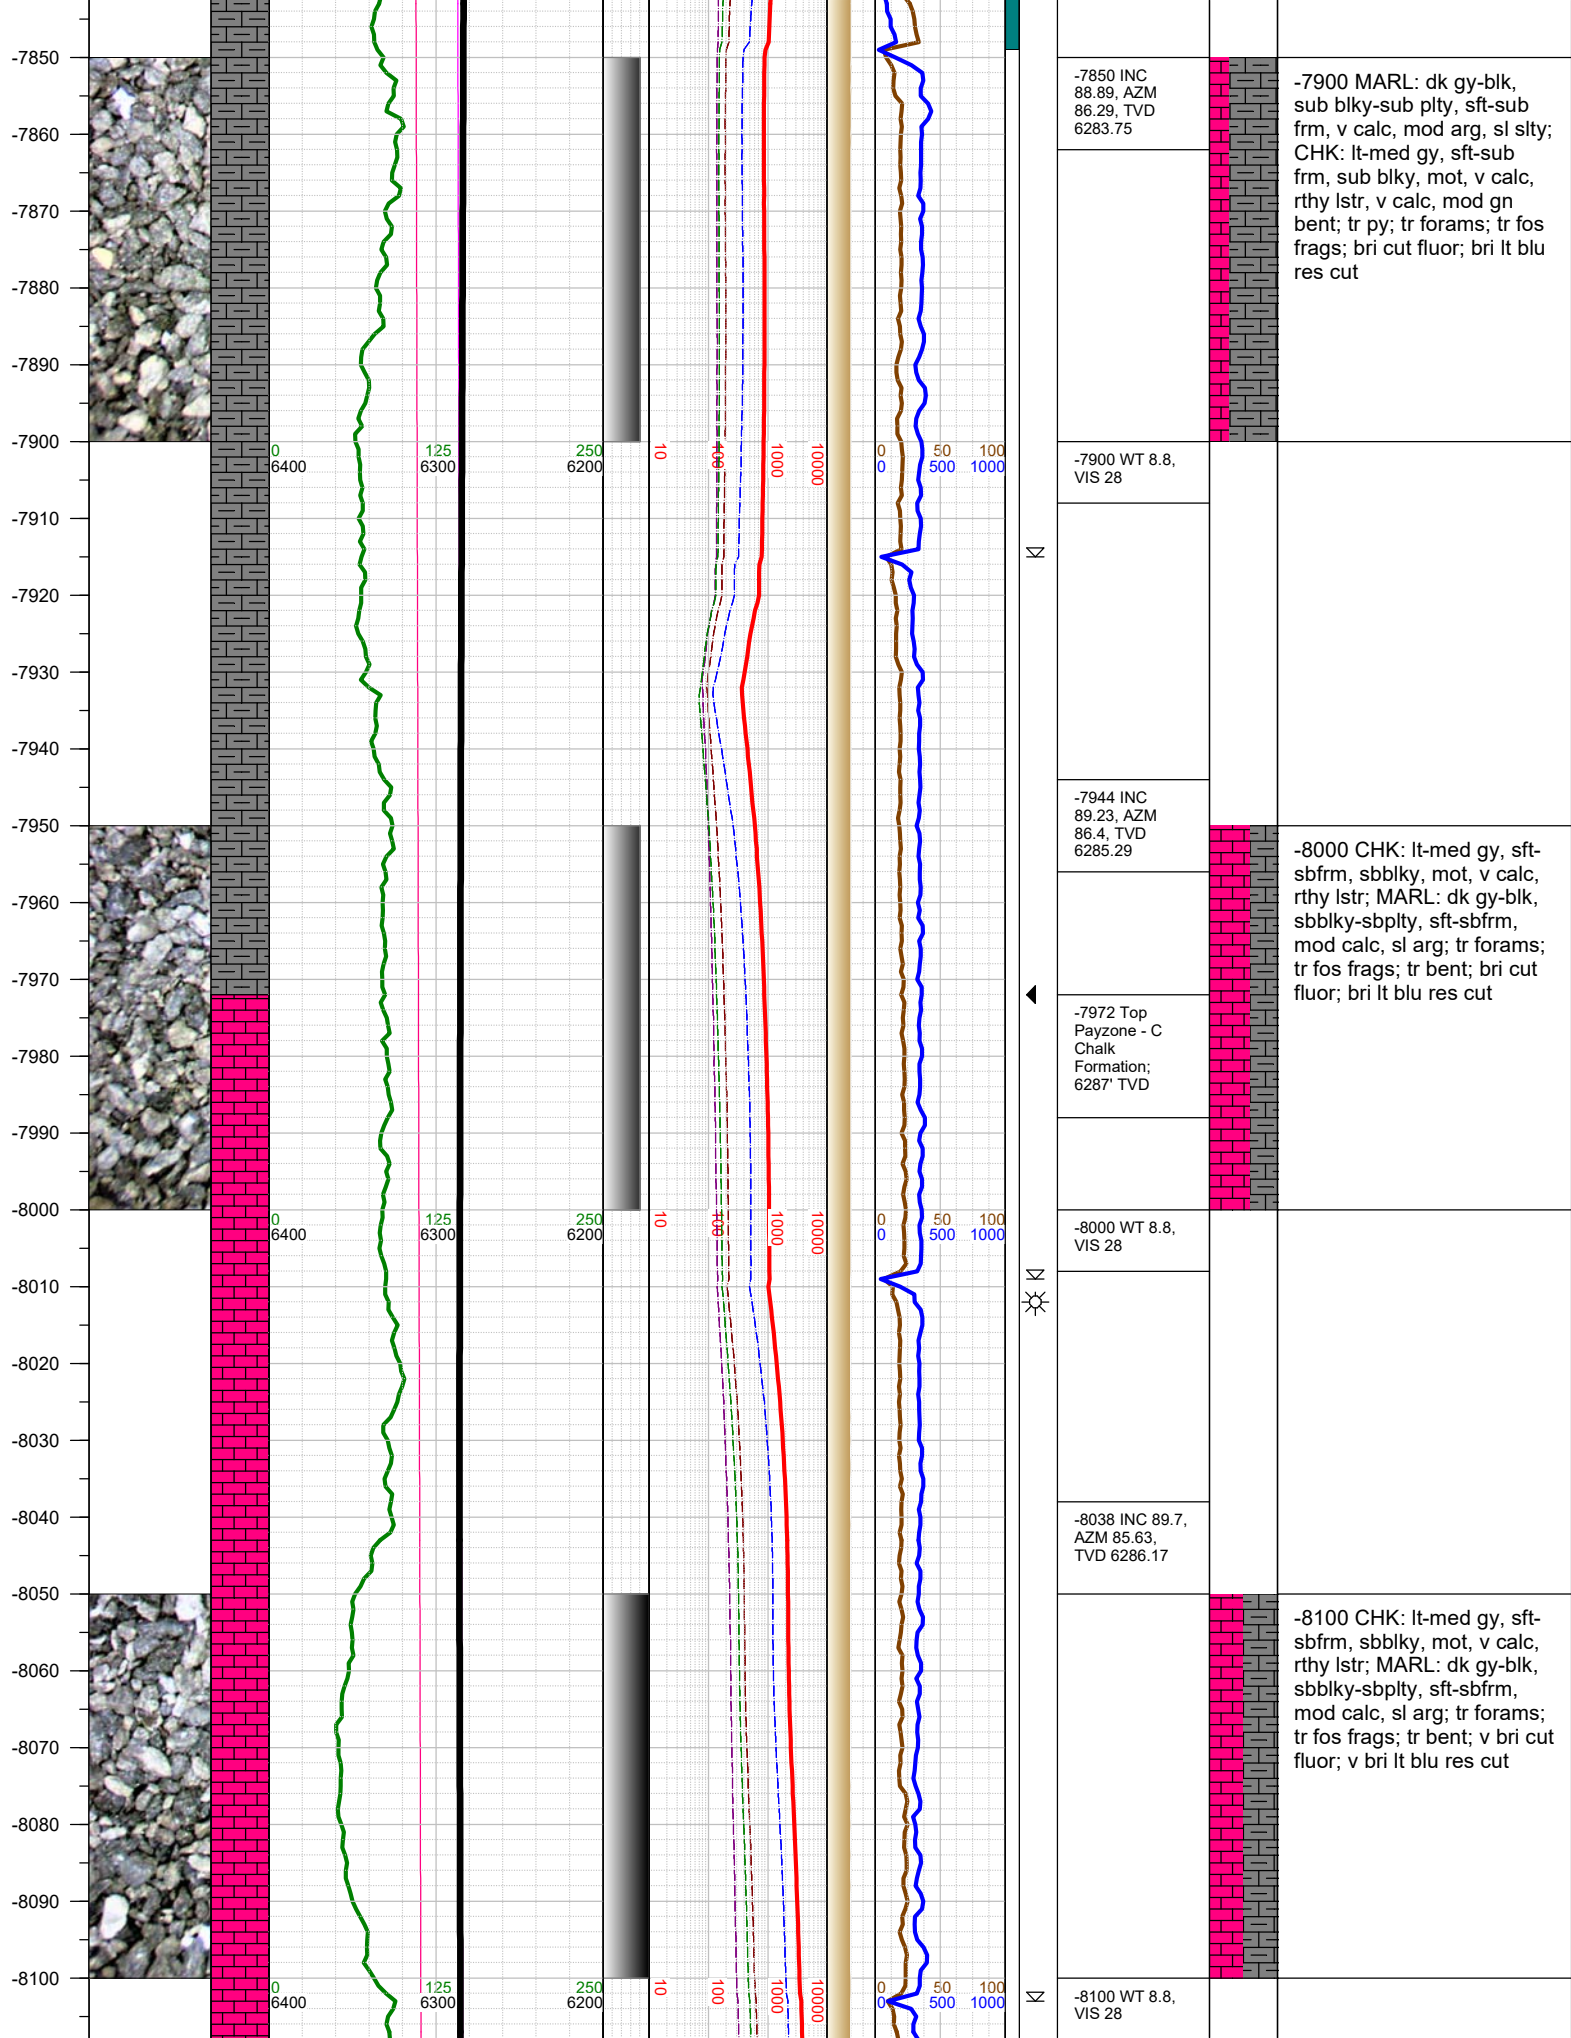 -7850
-7860
-7870
-7880
-7890
-7900
-7910
-7920
-7930
-7940
-7950
-7960
-7970
-7980
-7990
-8000
-8010
-8020
-8030
-8040
-8050
-8060
-8070
-8080
-8090
-8100
0 125 250
6400 6300 6200
10 100 1000 10000
0 50 100
0 500 1000
0 125 250
6400 6300 6200
10 100 1000 10000
0 50 100
0 500 1000
0 125 250
6400 6300 6200
10 100 1000 10000
0 50 100
0 500 1000
-7850 INC
88.89, AZM
86.29, TVD
6283.75
-7900 WT 8.8,
VIS 28
-7944 INC
89.23, AZM
86.4, TVD
6285.29
-7972 Top
Payzone - C
Chalk
Formation;
6287' TVD
-8000 WT 8.8,
VIS 28
-8038 INC 89.7,
AZM 85.63,
TVD 6286.17
-8100 WT 8.8,
VIS 28
-7900 MARL: dk gy-blk,
sub blky-sub plty, sft-sub
frm, v calc, mod arg, sl slty;
CHK: lt-med gy, sft-sub
frm, sub blky, mot, v calc,
rthy lstr, v calc, mod gn
bent; tr py; tr forams; tr fos
frags; bri cut fluor; bri lt blu
res cut
-8000 CHK: lt-med gy, sft-
sbfrm, sbblky, mot, v calc,
rthy lstr; MARL: dk gy-blk,
sbblky-sbplty, sft-sbfrm,
mod calc, sl arg; tr forams;
tr fos frags; tr bent; bri cut
fluor; bri lt blu res cut
-8100 CHK: lt-med gy, sft-
sbfrm, sbblky, mot, v calc,
rthy lstr; MARL: dk gy-blk,
sbblky-sbplty, sft-sbfrm,
mod calc, sl arg; tr forams;
tr fos frags; tr bent; v bri cut
fluor; v bri lt blu res cut